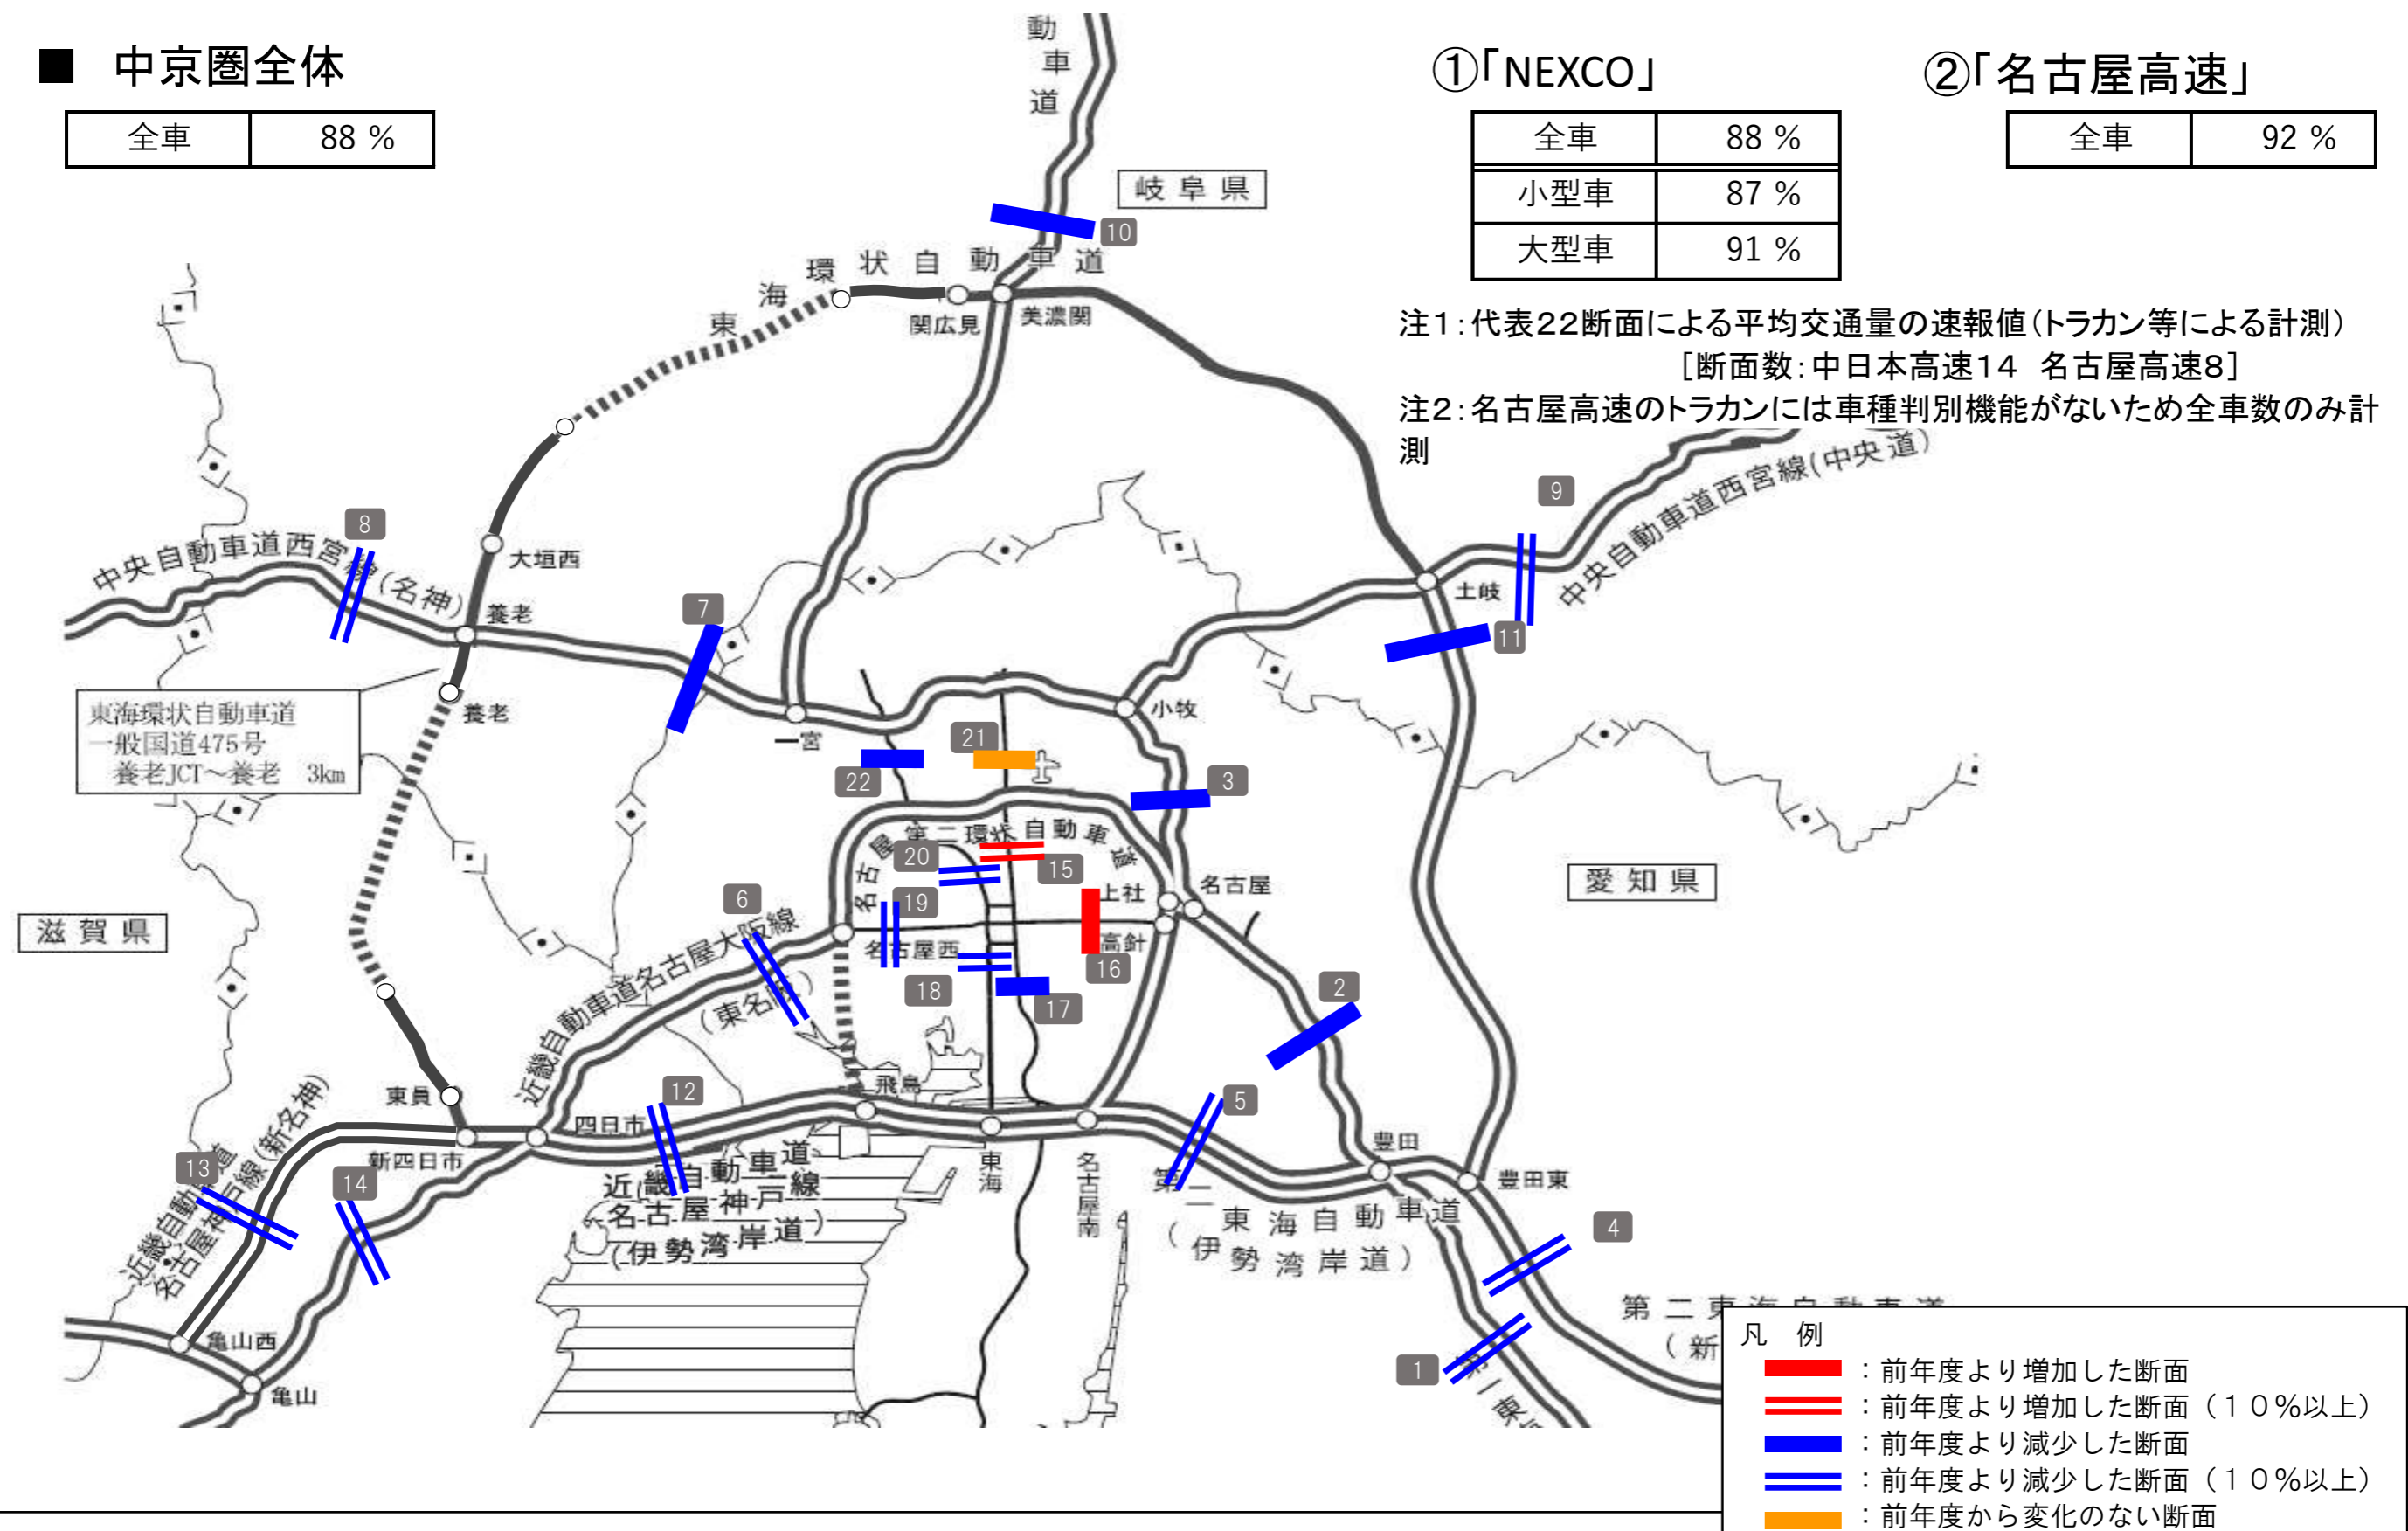 ■ 中京圏全体
全車 88 %
①「NEXCO」
全車 88 %
小型車 87 %
大型車 91 %
②「名古屋高速」
全車 92 %
注1：代表22断面による平均交通量の速報値（トラカン等による計測）
［断面数：中日本高速14 名古屋高速8］
注2：名古屋高速のトラカンには車種判別機能がないため全車数のみ計
測
動車道
岐阜県
10
東海環状自動車道
関広見
美濃関
中央自動車道西宮線(中央道)
9
8
中央自動車道西宮線(名神)
大垣西
養老
7
土岐
11
養老
東海環状自動車道
一般国道475号
養老JCT～養老 3km
一宮
小牧
21
22
3
名古屋第二環状自動車道
20
15
19
上社
名古屋
愛知県
滋賀県
6
名古屋西
高針
16
近畿自動車道名古屋大阪線
(東名阪)
18
17
2
東員
飛島
12
四日市
5
新四日市
近畿自動車道
名古屋神戸線(新名神)
13
14
近畿自動車道
名古屋神戸線
(伊勢湾岸道)
東海
名古屋南
豊田
豊田東
第二東海自動車道
(伊勢湾岸道)
4
第二東海自動車道
(新
亀山西
亀山
1
第一東
凡 例
：前年度より増加した断面
：前年度より増加した断面（１０％以上）
：前年度より減少した断面
：前年度より減少した断面（１０％以上）
：前年度から変化のない断面